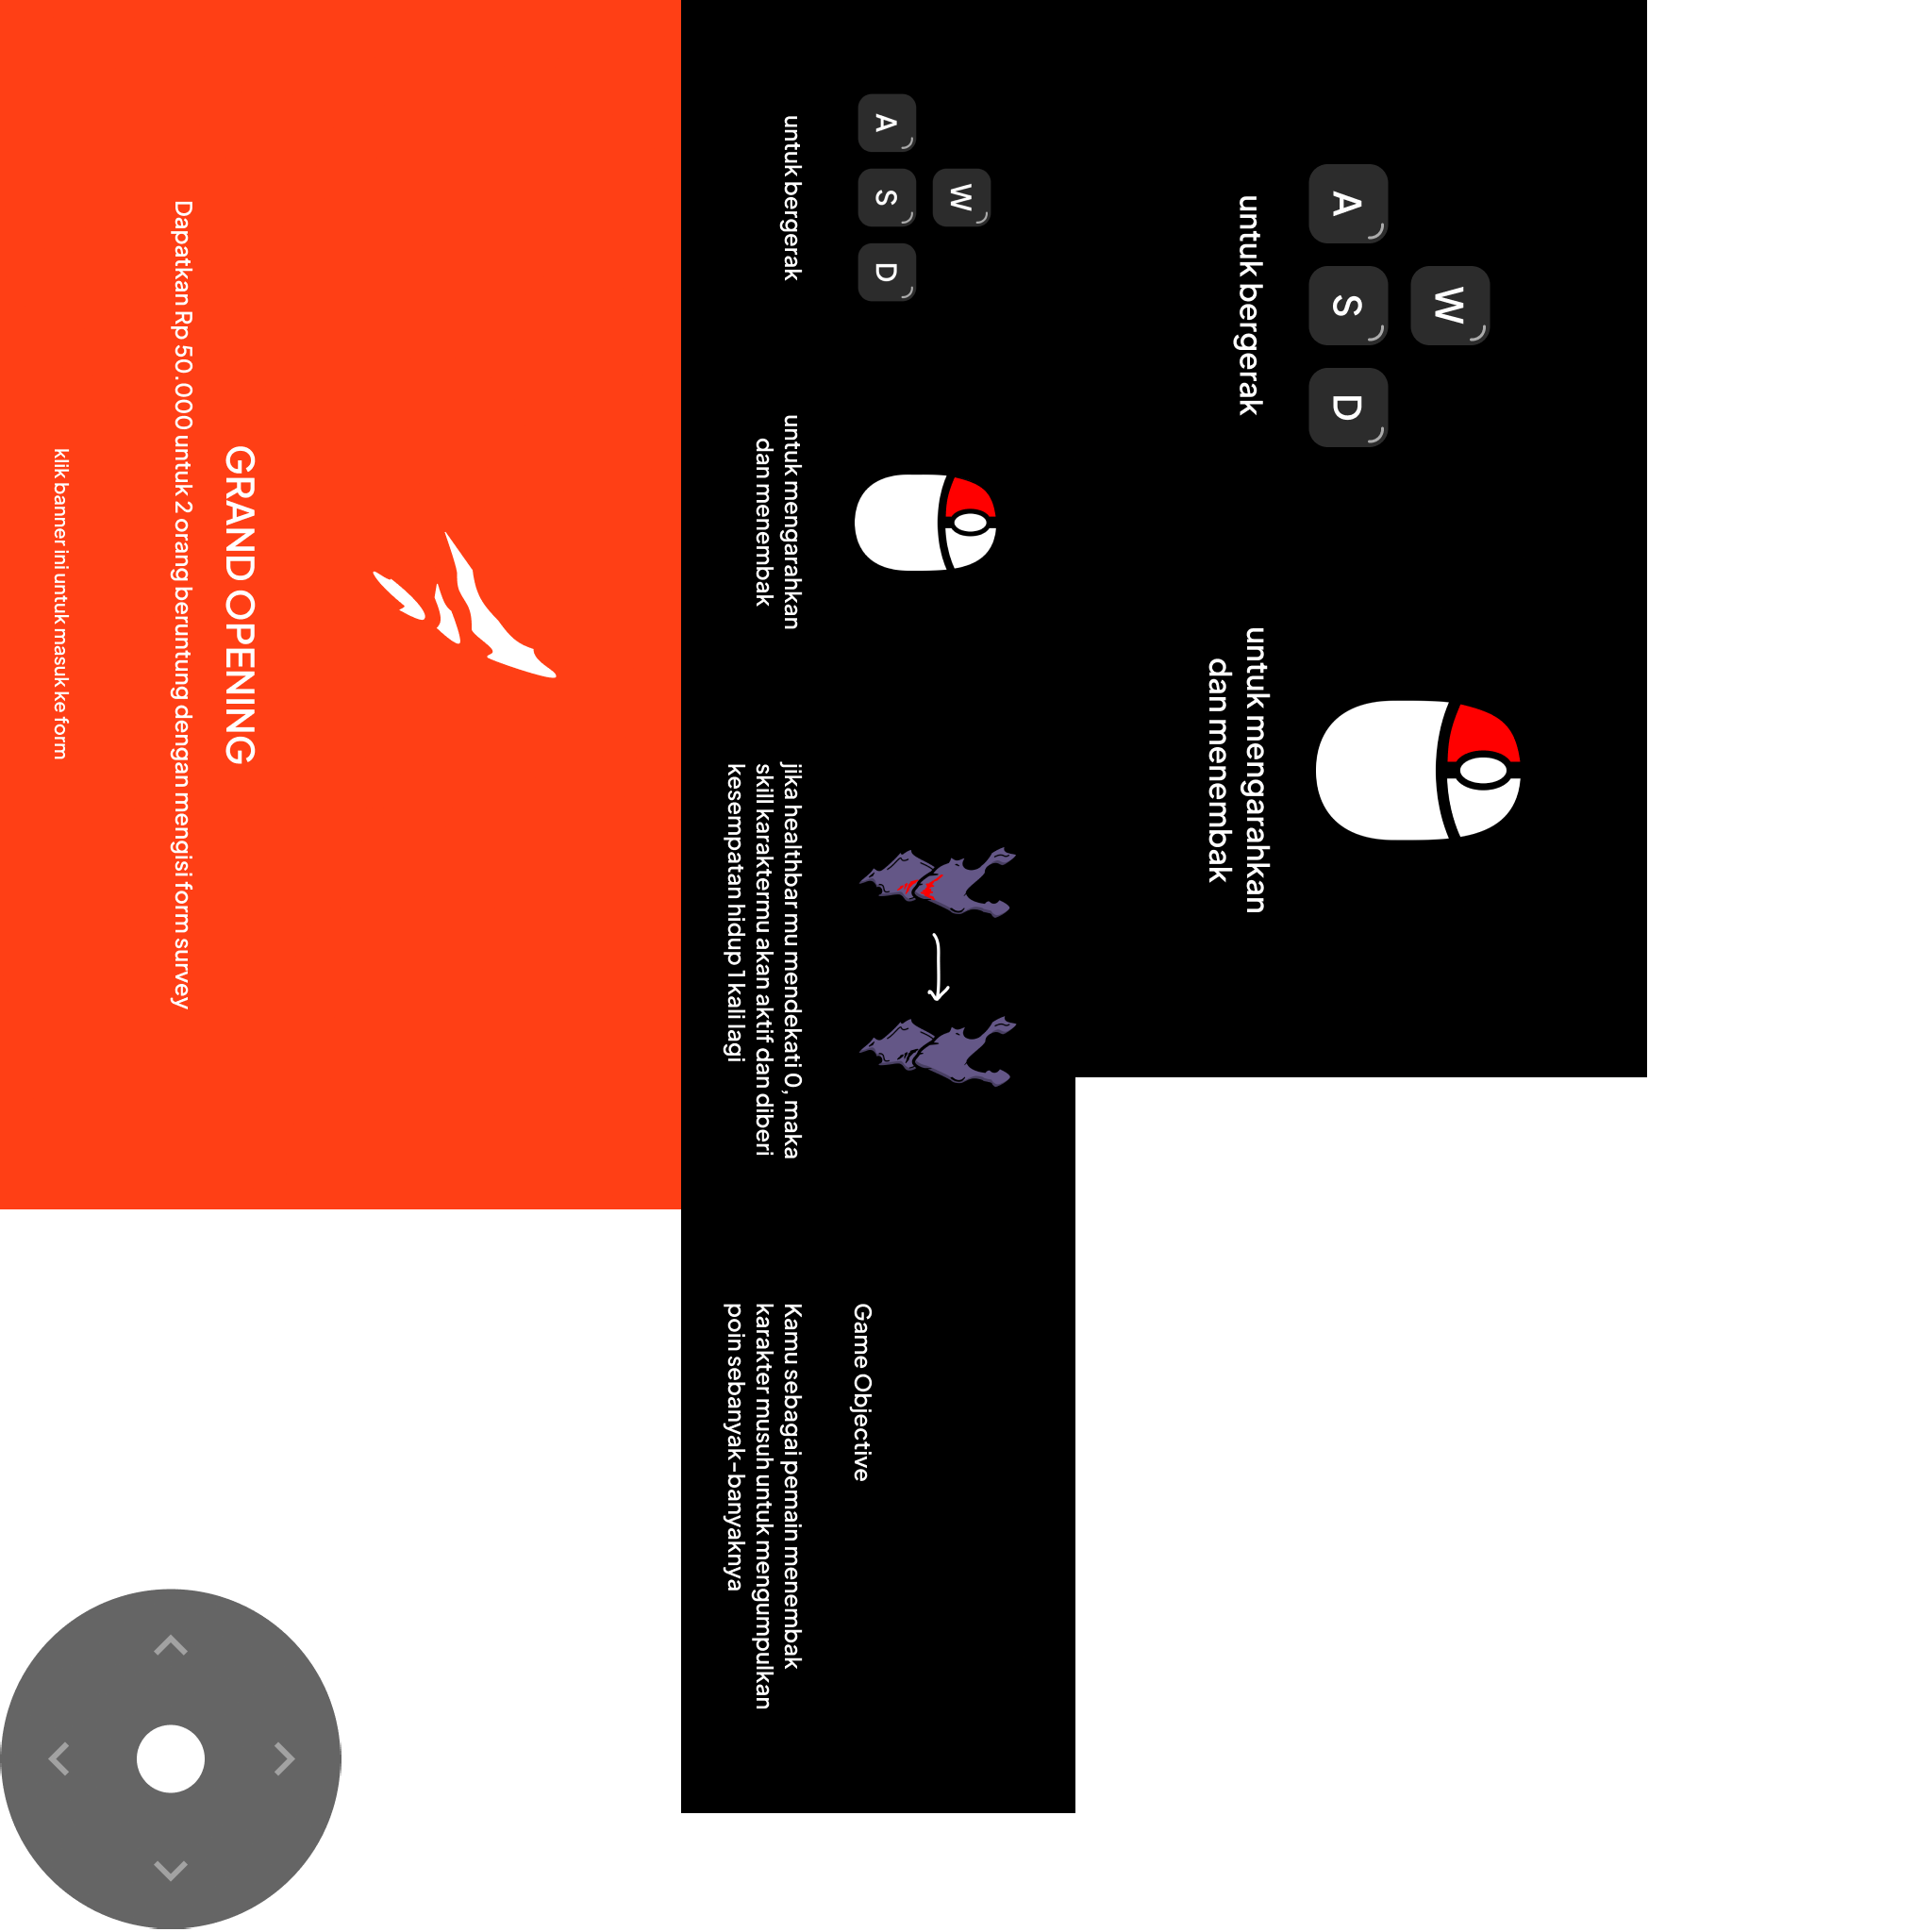 W
A S D
untuk bergerak
untuk mengarahkan
dan menembak
W
A S D
untuk bergerak
untuk mengarahkan
dan menembak
jika healthbar mu mendekati 0, maka
skill karaktermu akan aktif dan diberi
kesempatan hidup 1 kali lagi
Game Objective
Kamu sebagai pemain menembak
karakter musuh untuk mengumpulkan
poin sebanyak-banyaknya
GRAND OPENING
Dapatkan Rp 50.000 untuk 2 orang beruntung dengan mengisi form survey
klik banner ini untuk masuk ke form